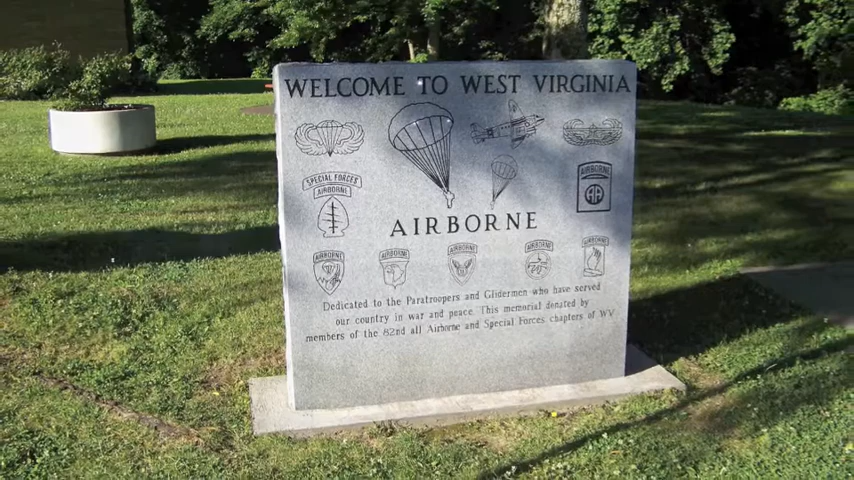 WELCOME TO WEST VIRGINIA
SPECIAL FORCES
AIRBORNE
AIRBORNE
AA
AIRBORNE
AIRBORNE
AIRBORNE
AIRBORNE
AIRBORNE
AIRBORNE
Dedicated to the Paratroopers and Glidermen who have served
our country in war and peace. This memorial donated by
members of the 82nd all Airborne and Special Forces chapters of WV